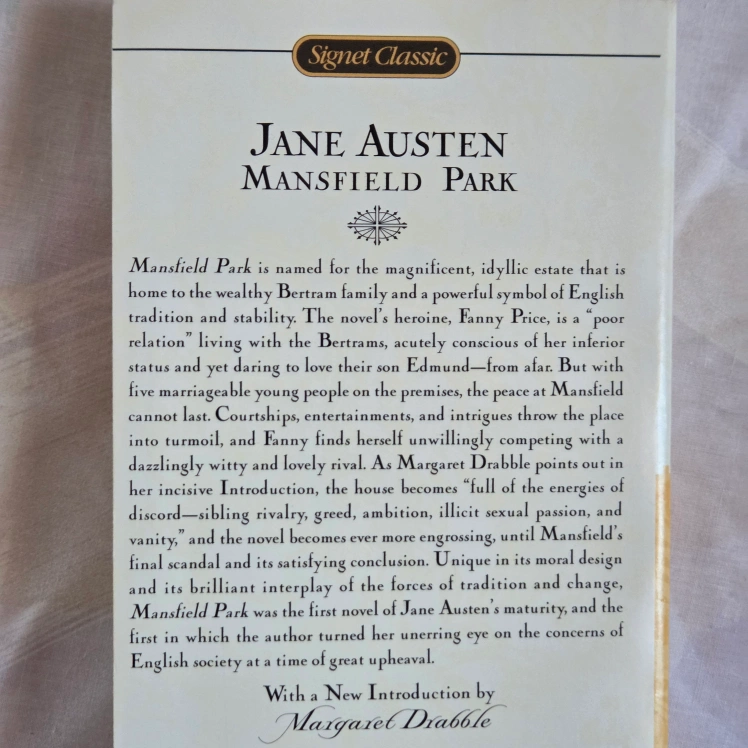 Signet Classic
JANE AUSTEN
MANSFIELD PARK
Mansfield Park is named for the magnificent, idyllic estate that is
home to the wealthy Bertram family and a powerful symbol of English
tradition and stability. The novel's heroine, Fanny Price, is a "poor
relation" living with the Bertrams, acutely conscious of her inferior
status and yet daring to love their son Edmund—from afar. But with
five marriageable young people on the premises, the peace at Mansfield
cannot last. Courtships, entertainments, and intrigues throw the place
into turmoil, and Fanny finds herself unwillingly competing with a
dazzlingly witty and lovely rival. As Margaret Drabble points out in
her incisive Introduction, the house becomes "full of the energies of
discord—sibling rivalry, greed, ambition, illicit sexual passion, and
vanity," and the novel becomes ever more engrossing, until Mansfield's
final scandal and its satisfying conclusion. Unique in its moral design
and its brilliant interplay of the forces of tradition and change,
Mansfield Park was the first novel of Jane Austen's maturity, and the
first in which the author turned her unerring eye on the concerns of
English society at a time of great upheaval.
With a New Introduction by
Margaret Drabble